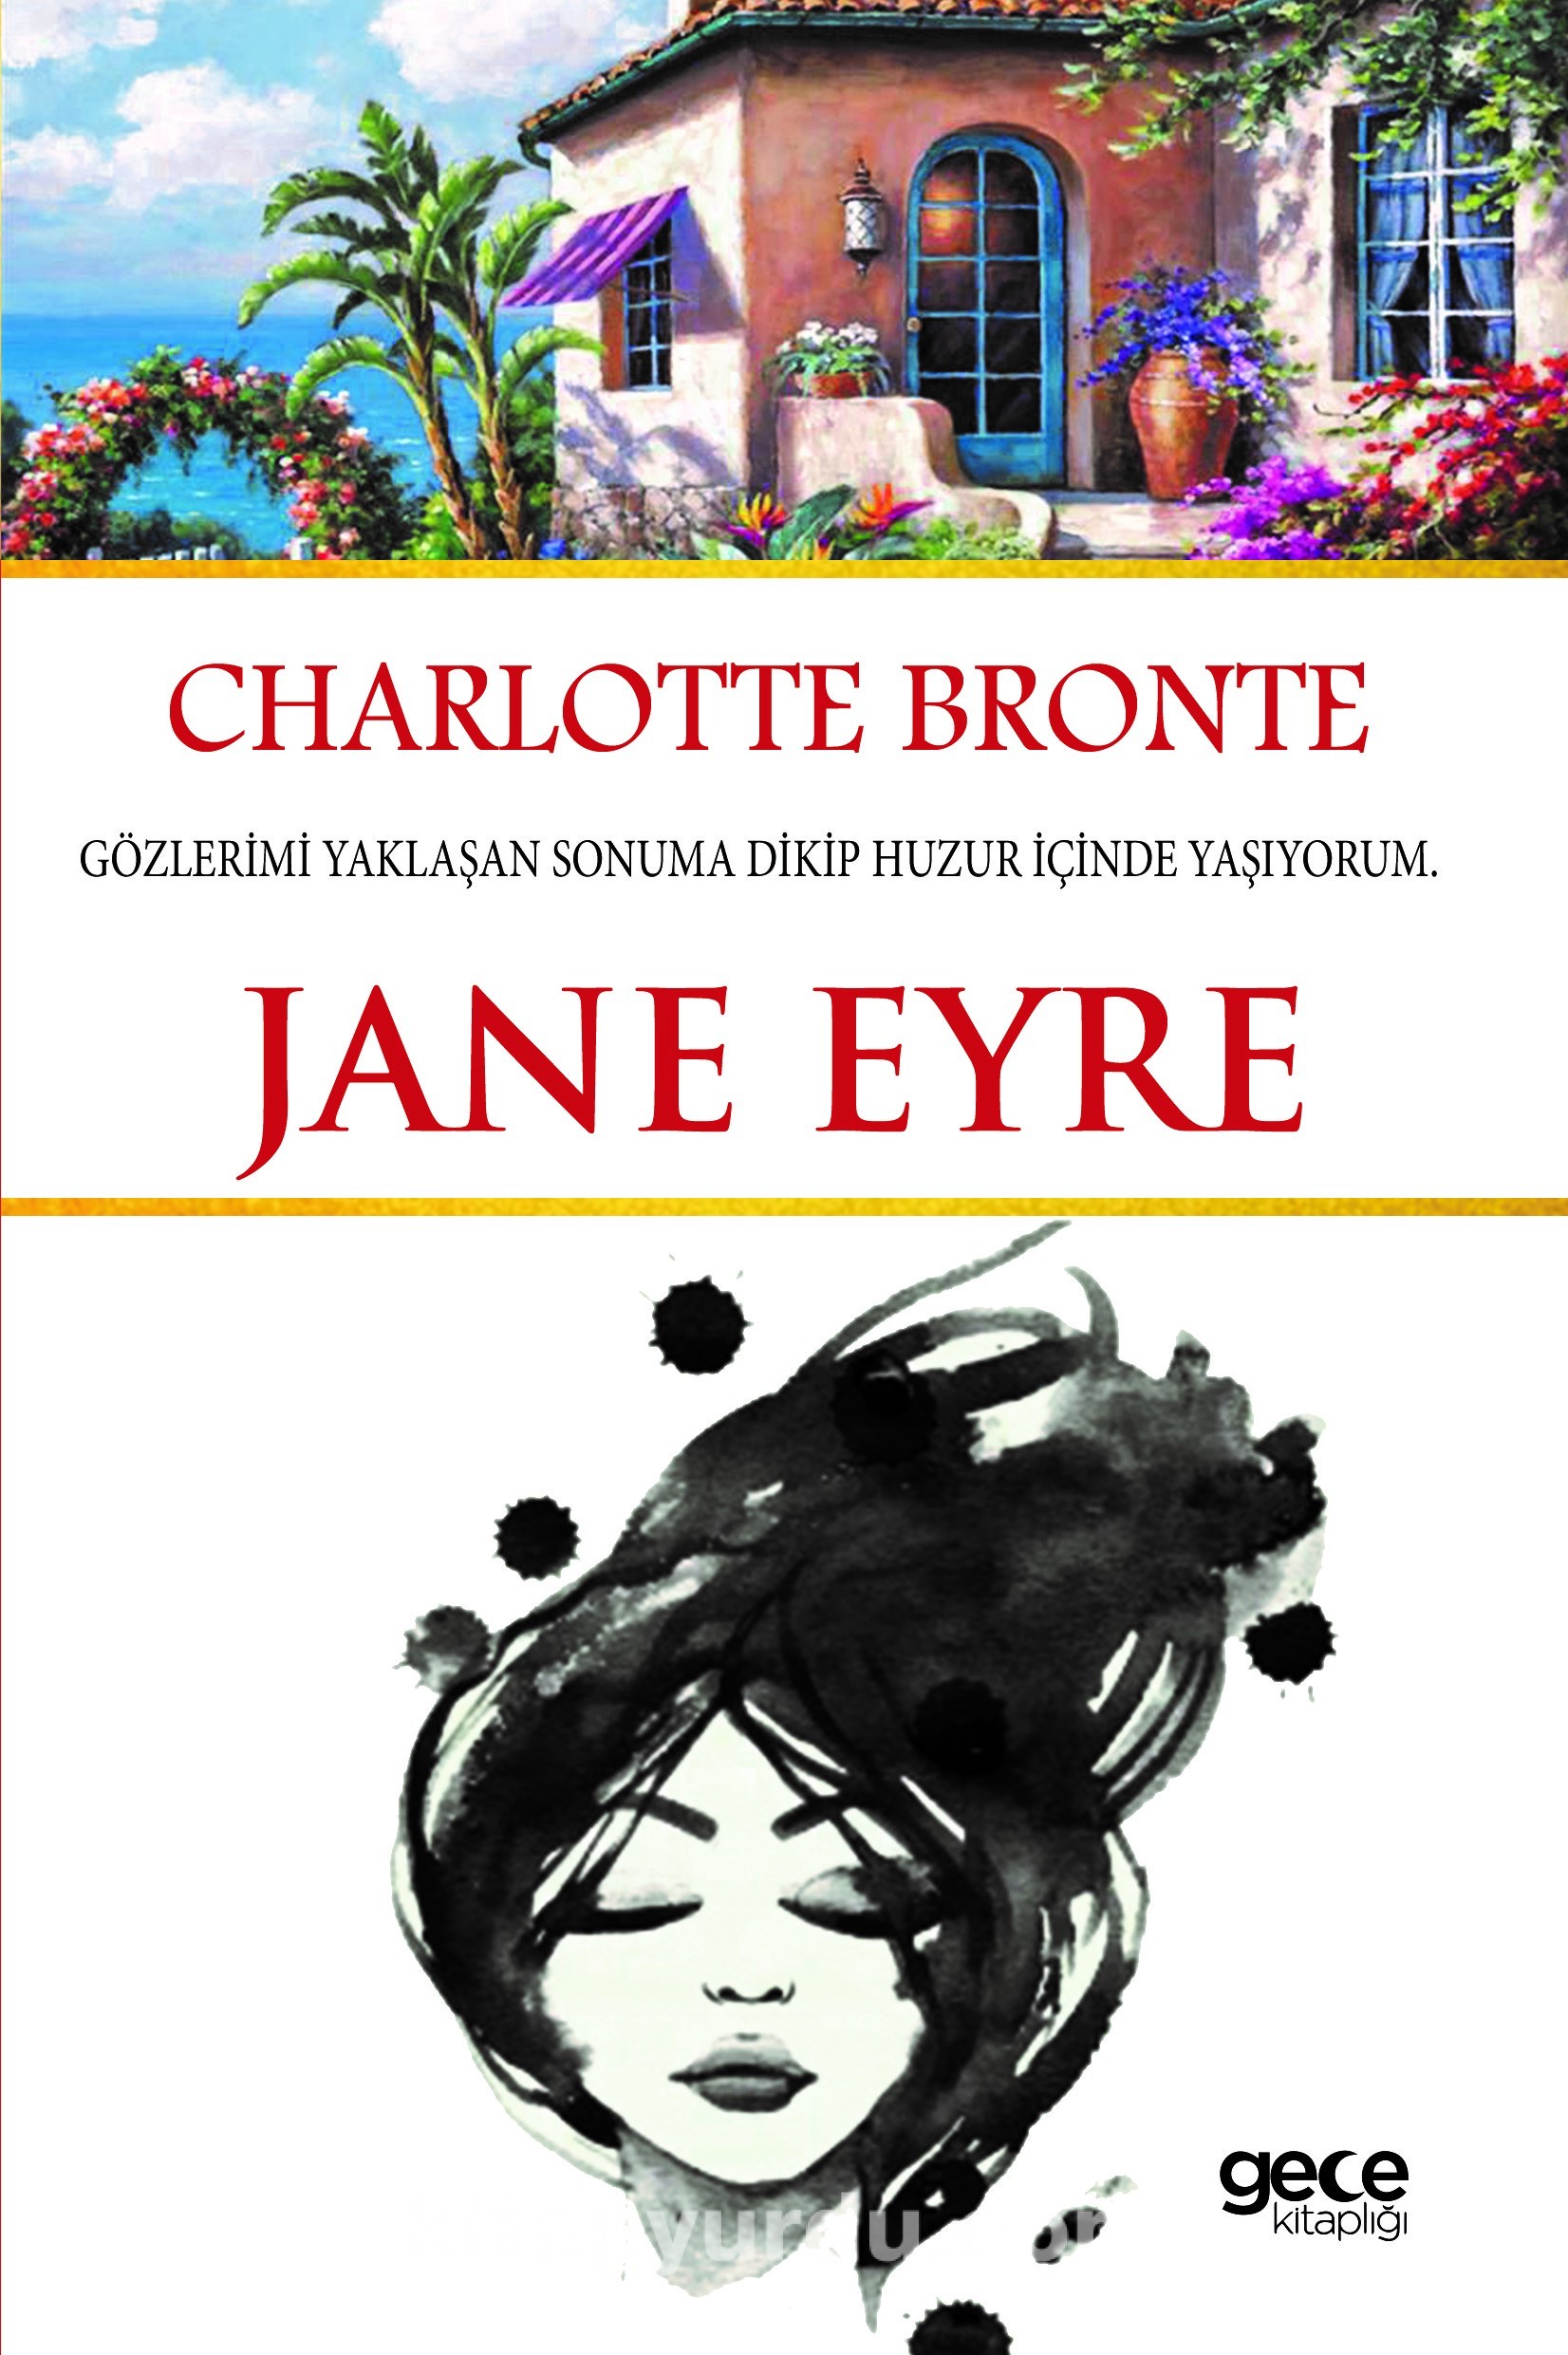 CHARLOTTE BRONTE
GÖZLERİMİ YAKLAŞAN SONUMA DİKİP HUZUR İÇİNDE YAŞIYORUM.
JANE EYRE
gece
kitaplığı